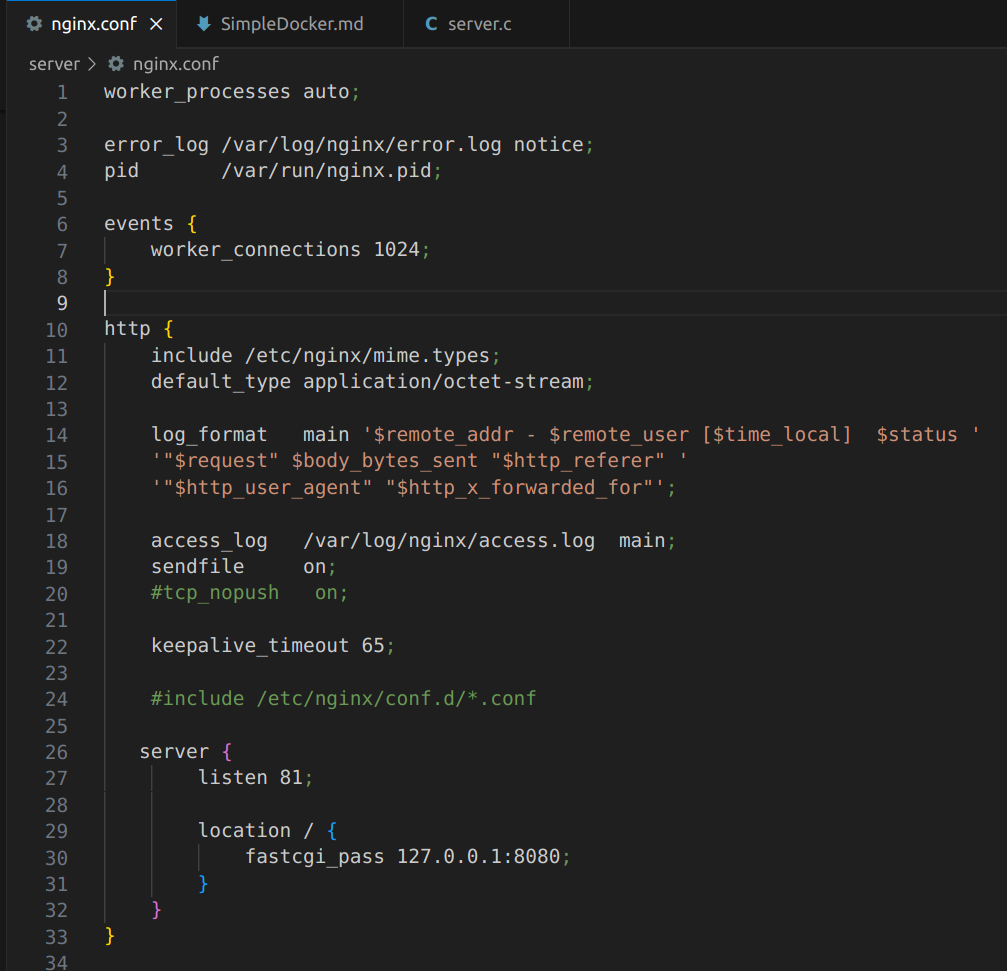 nginx.conf × SimpleDocker.md C server.c
server > nginx.conf
1 worker_processes auto;
2
3 error_log /var/log/nginx/error.log notice;
4 pid       /var/run/nginx.pid;
5
6 events {
7     worker_connections 1024;
8 }
9
10 http {
11     include /etc/nginx/mime.types;
12     default_type application/octet-stream;
13
14     log_format   main '$remote_addr - $remote_user [$time_local]  $status '
15     '"$request" $body_bytes_sent "$http_referer" '
16     '"$http_user_agent" "$http_x_forwarded_for"';
17
18     access_log   /var/log/nginx/access.log  main;
19     sendfile     on;
20     #tcp_nopush   on;
21
22     keepalive_timeout 65;
23
24     #include /etc/nginx/conf.d/*.conf
25
26    server {
27         listen 81;
28
29         location / {
30             fastcgi_pass 127.0.0.1:8080;
31         }
32     }
33 }
34